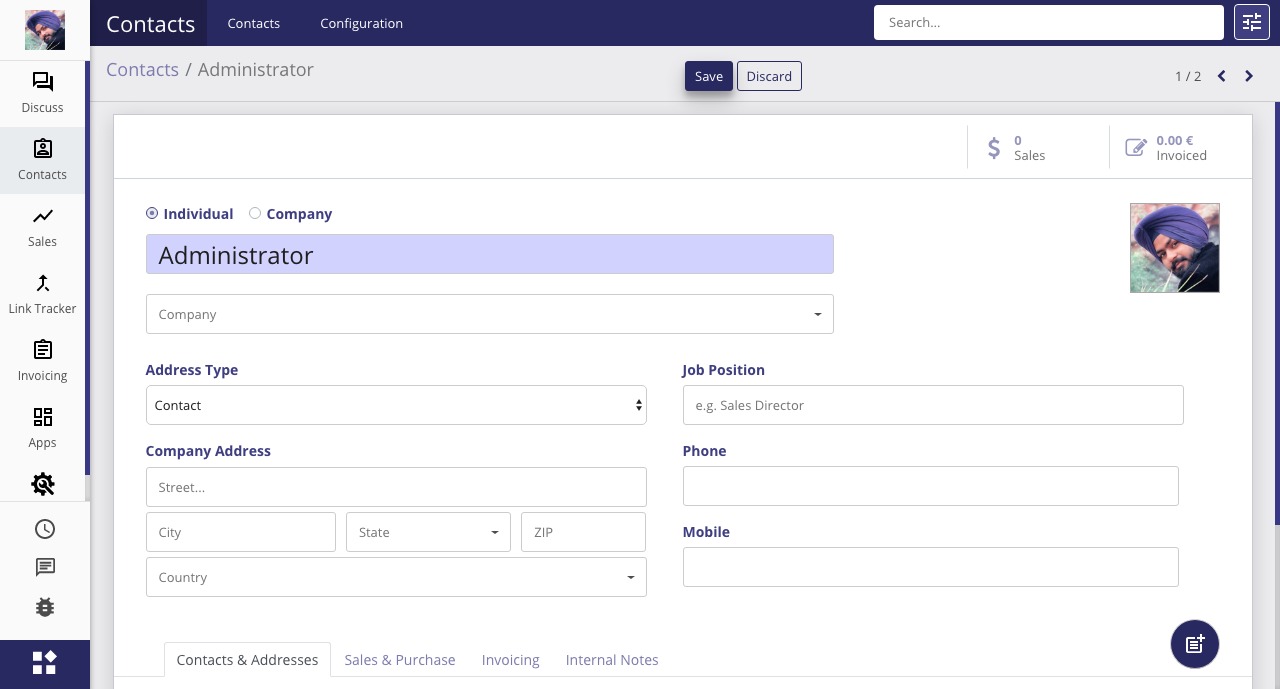 Contacts
Contacts
Configuration
Search...
Contacts / Administrator
Save
Discard
1 / 2
Discuss
Contacts
Sales
Link Tracker
Invoicing
Apps
0
Sales
0.00 €
Invoiced
Individual
Company
Administrator
Company
Address Type
Contact
Job Position
e.g. Sales Director
Company Address
Street...
City
State
ZIP
Country
Phone
Mobile
Contacts & Addresses
Sales & Purchase
Invoicing
Internal Notes